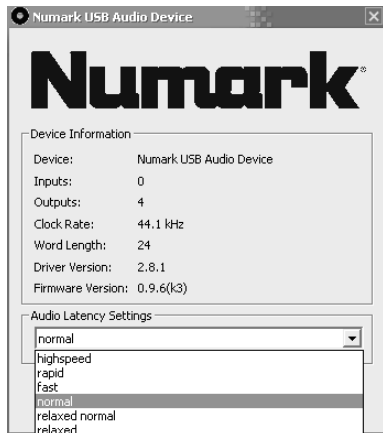 Numark USB Audio Device
Numark®
Device Information
Device: Numark USB Audio Device
Inputs: 0
Outputs: 4
Clock Rate: 44.1 kHz
Word Length: 24
Driver Version: 2.8.1
Firmware Version: 0.9.6(k3)
Audio Latency Settings
normal
highspeed
rapid
fast
normal
relaxed normal
relaxed